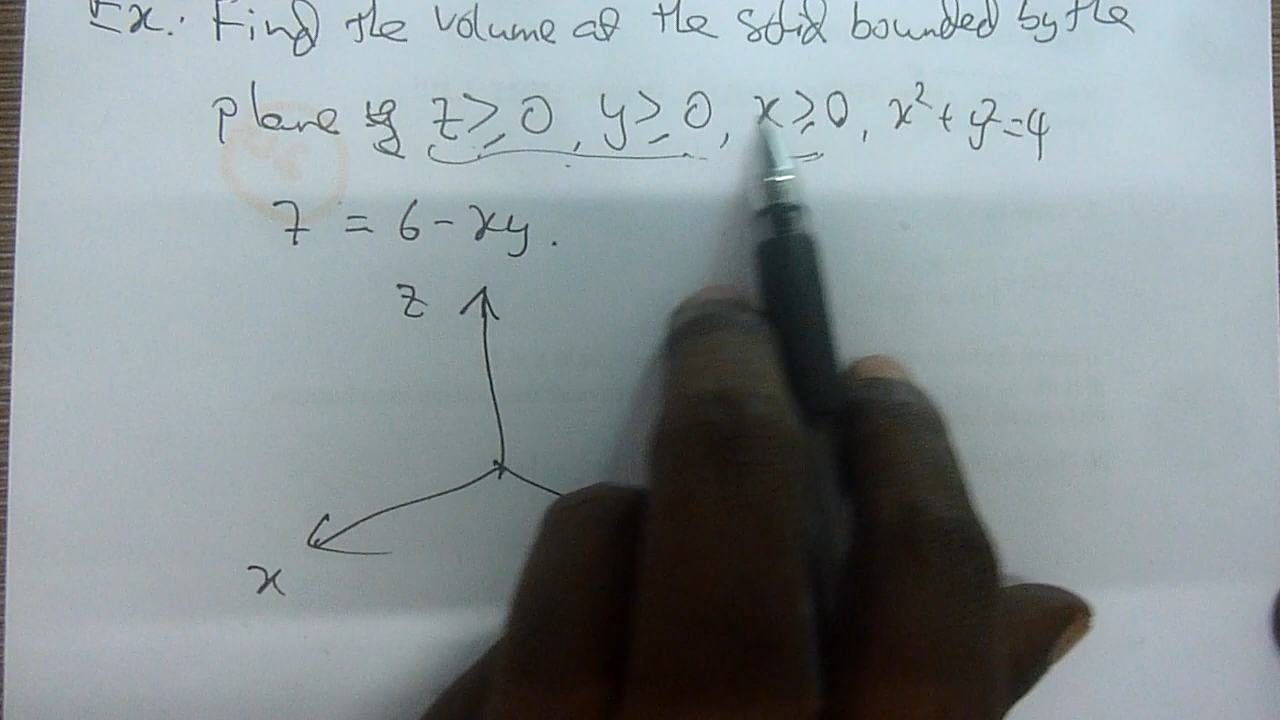 Ex: Find the volume of the solid bounded by the
plane z ≥ 0, y ≥ 0, x ≥ 0, x² + y² = 4
z = 6 - xy.
z
x